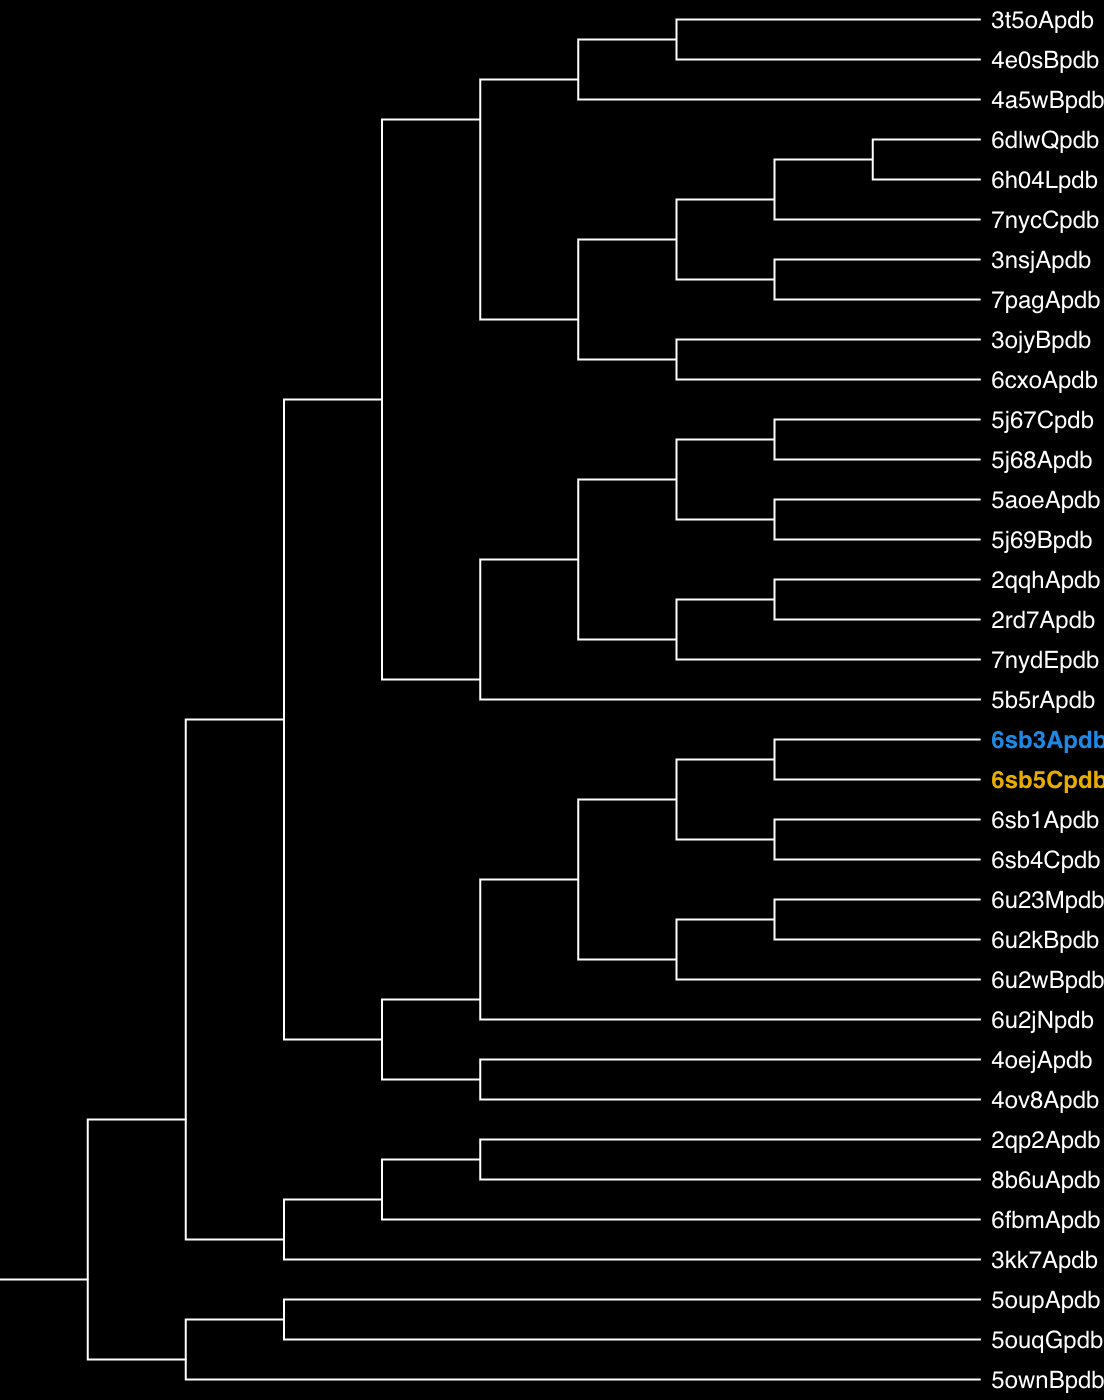 3t5oApdb
4e0sBpdb
4a5wBpdb
6dlwQpdb
6h04Lpdb
7nycCpdb
3nsjApdb
7pagApdb
3ojyBpdb
6cxoApdb
5j67Cpdb
5j68Apdb
5aoeApdb
5j69Bpdb
2qqhApdb
2rd7Apdb
7nydEpdb
5b5rApdb
6sb3Apdb
6sb5Cpdb
6sb1Apdb
6sb4Cpdb
6u23Mpdb
6u2kBpdb
6u2wBpdb
6u2jNpdb
4oejApdb
4ov8Apdb
2qp2Apdb
8b6uApdb
6fbmApdb
3kk7Apdb
5oupApdb
5ouqGpdb
5ownBpdb